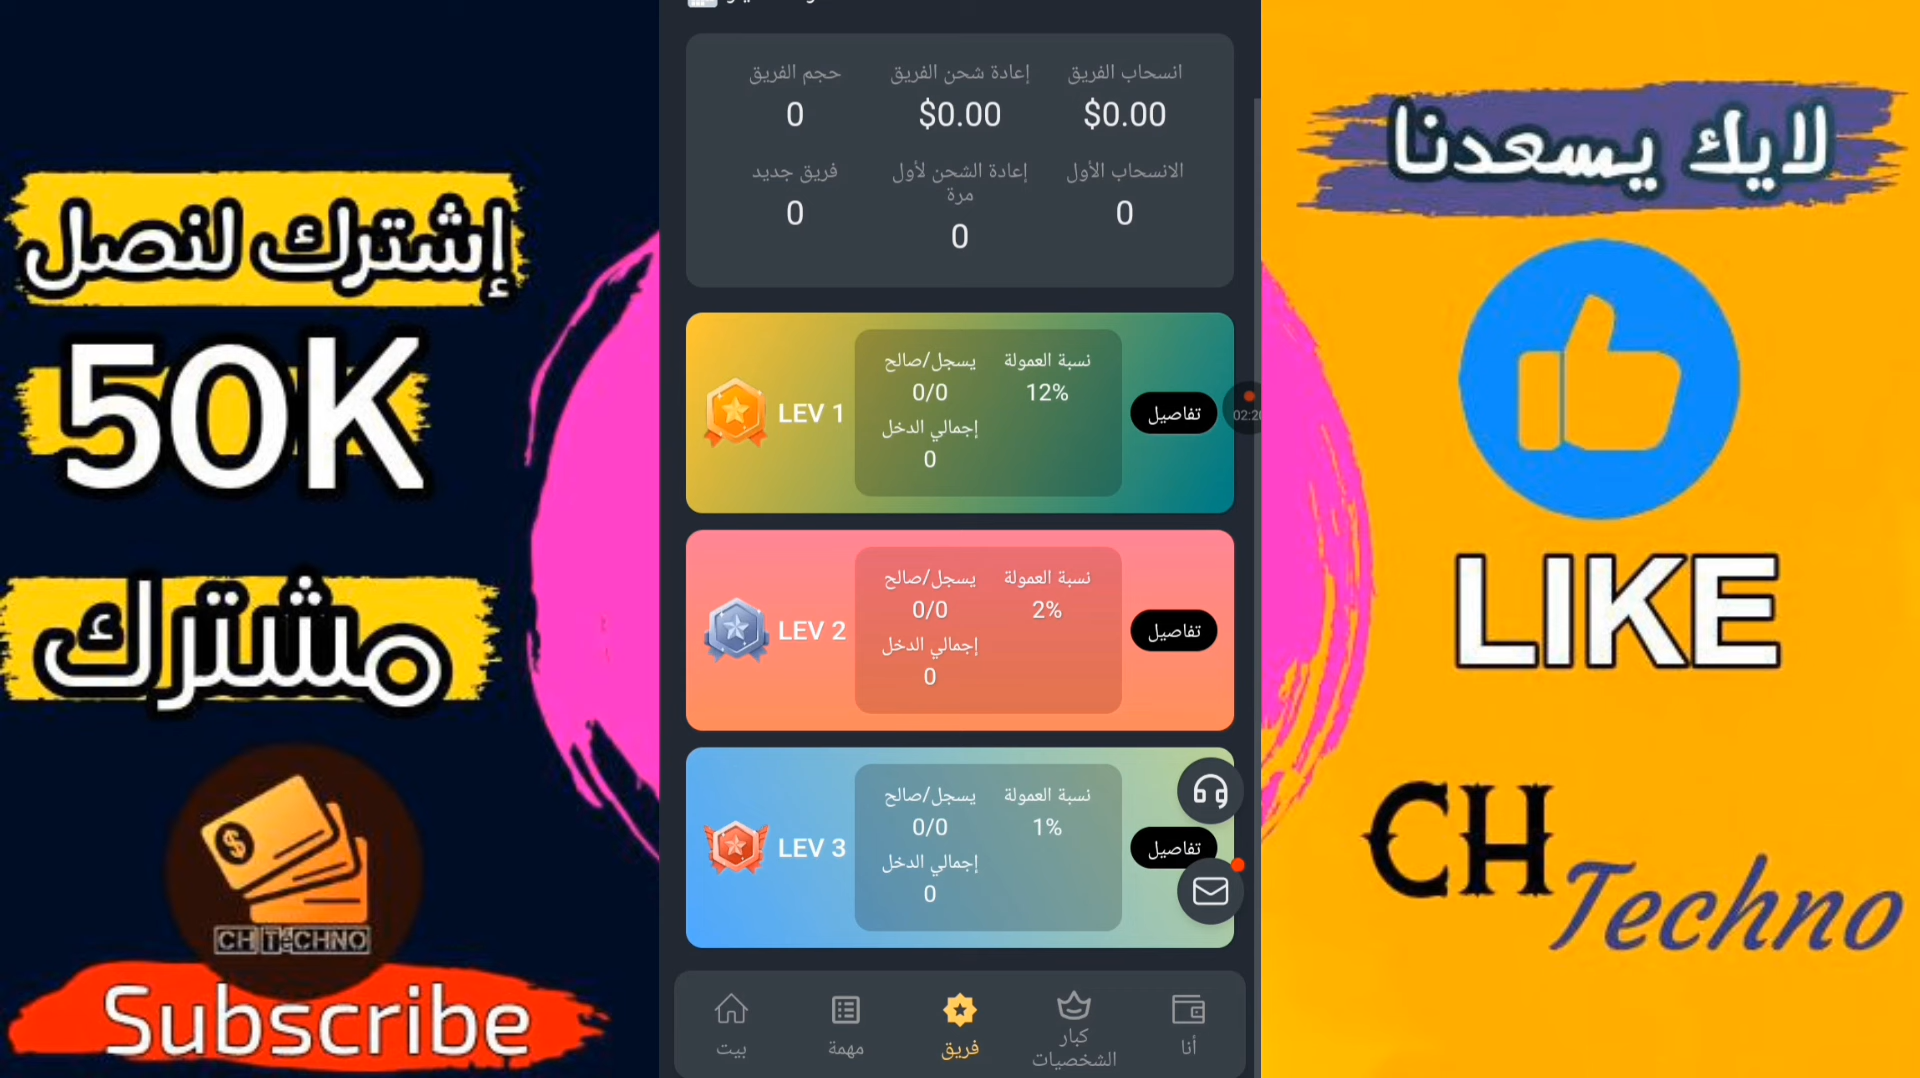 إشترك لنصل
50K
مشترك
CH TéCHNO
Subscribe
انسحاب الفريق
إعادة شحن الفريق
حجم الفريق
$0.00
$0.00
0
الانسحاب الأول
إعادة الشحن لأول
مرة
فريق جديد
0
0
0
LEV 1
يسجل/صالح
نسبة العمولة
0/0
12%
إجمالي الدخل
0
تفاصيل
02:20
LEV 2
يسجل/صالح
نسبة العمولة
0/0
2%
إجمالي الدخل
0
تفاصيل
LEV 3
يسجل/صالح
نسبة العمولة
0/0
1%
إجمالي الدخل
0
تفاصيل
بيت
مهمة
فريق
كبار
الشخصيات
أنا
لايك يسعدنا
LIKE
CH
Techno